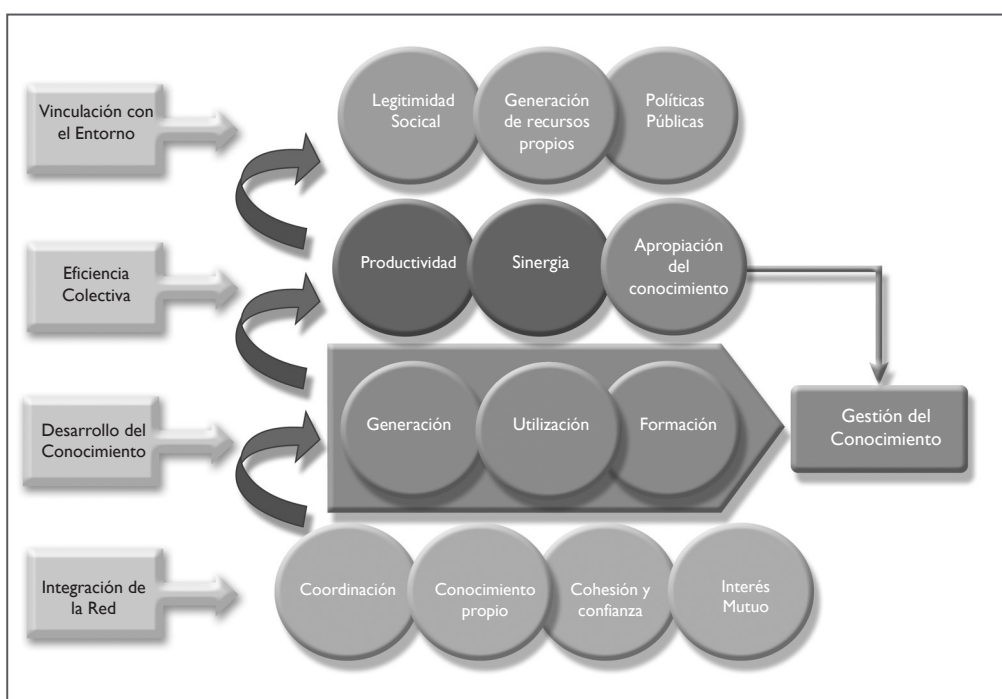 Vinculación con
el Entorno
Legitimidad
Socical
Generación
de recursos
propios
Políticas
Públicas
Eficiencia
Colectiva
Productividad
Sinergia
Apropiación
del
conocimiento
Desarrollo del
Conocimiento
Generación
Utilización
Formación
Gestión del
Conocimiento
Integración de
la Red
Coordinación
Conocimiento
propio
Cohesión y
confianza
Interés
Mutuo